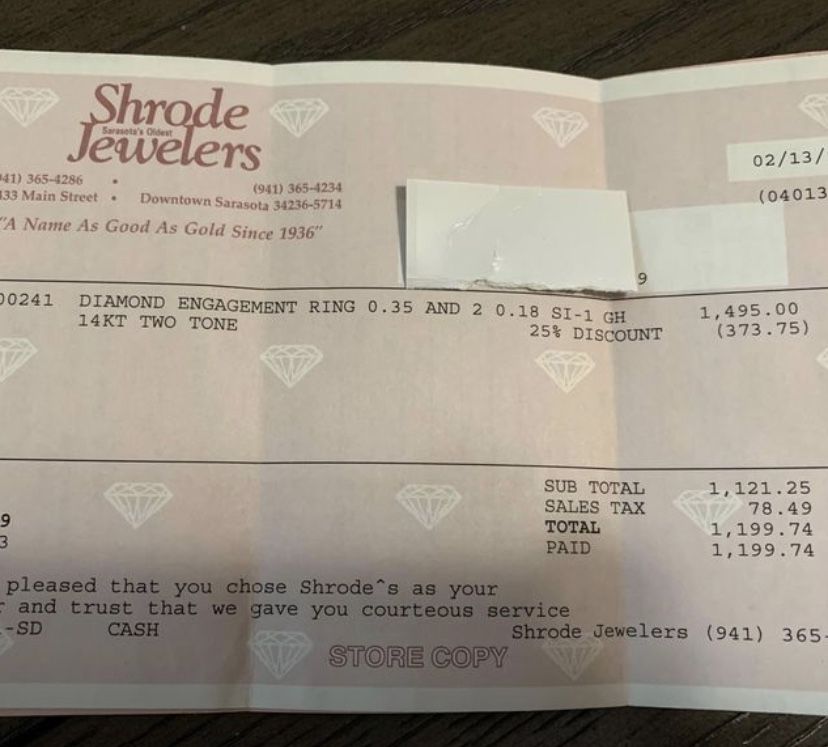 Shrode
Sarasota's Oldest
Jewelers
941) 365-4286 • (941) 365-4234
433 Main Street • Downtown Sarasota 34236-5714
"A Name As Good As Gold Since 1936"
02/13/
(04013
9
00241 DIAMOND ENGAGEMENT RING 0.35 AND 2 0.18 SI-1 GH 1,495.00
14KT TWO TONE 25% DISCOUNT (373.75)
SUB TOTAL 1,121.25
SALES TAX 78.49
9 TOTAL 1,199.74
3 PAID 1,199.74
pleased that you chose Shrode^s as your
r and trust that we gave you courteous service
-SD CASH Shrode Jewelers (941) 365-
STORE COPY